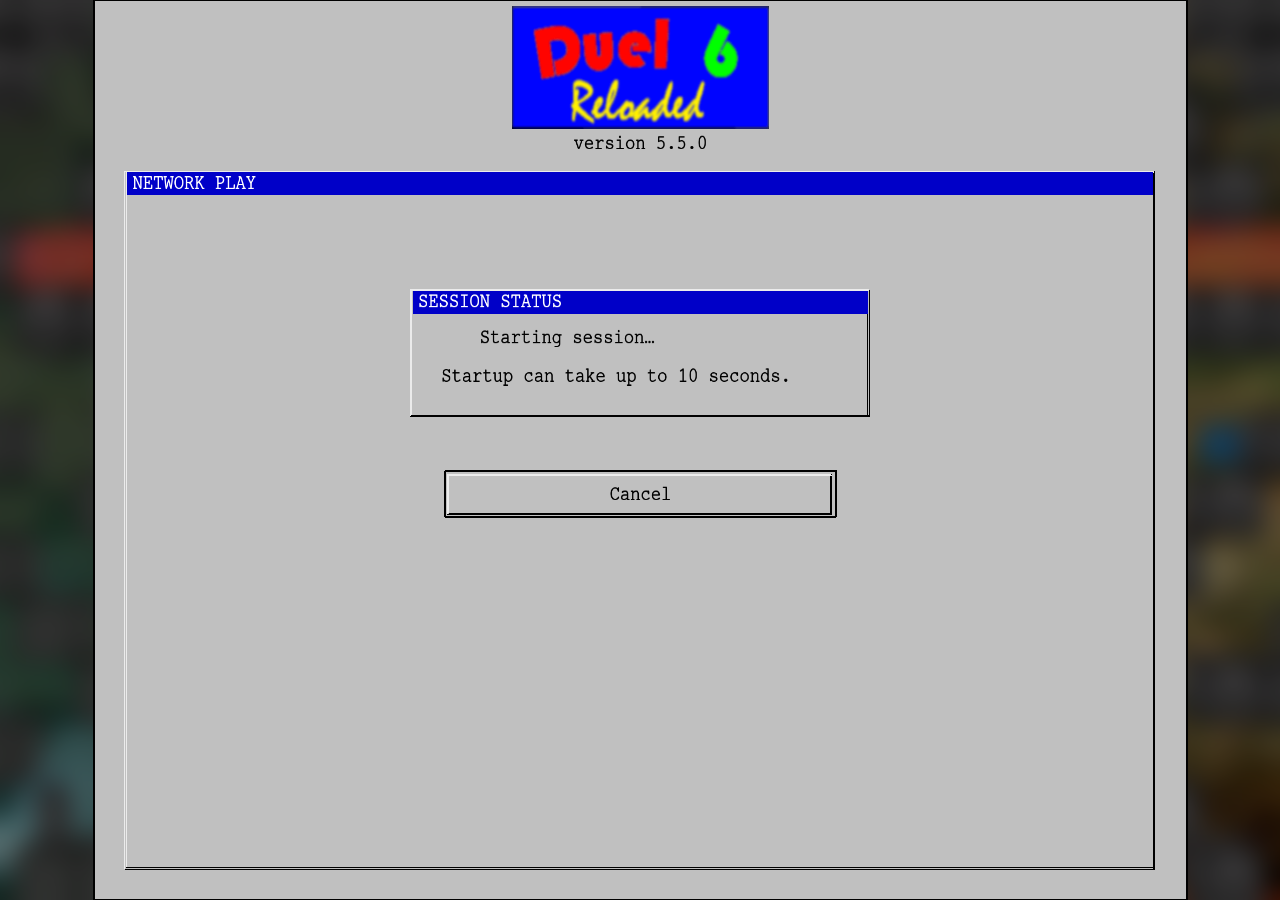 Duel 6
Reloaded
version 5.5.0
NETWORK PLAY
SESSION STATUS
Starting session…
Startup can take up to 10 seconds.
Cancel